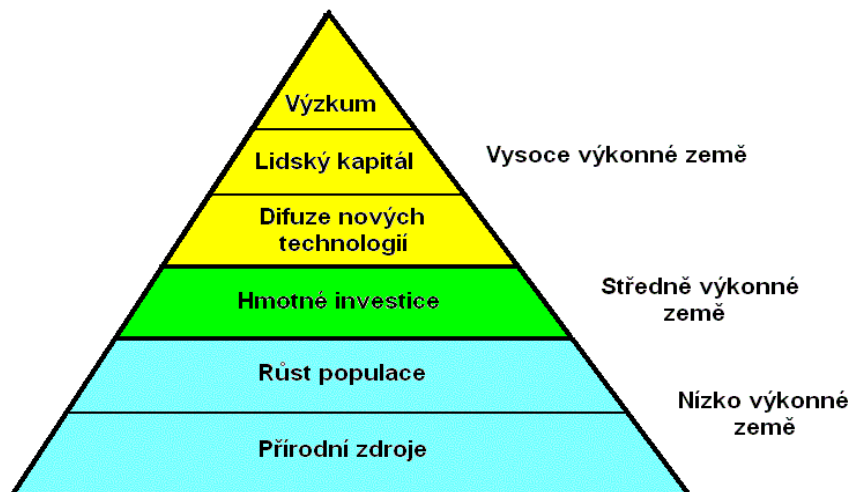 Výzkum
Lidský kapitál
Vysoce výkonné země
Difuze nových
technologií
Hmotné investice
Středně výkonné
země
Růst populace
Nízko výkonné
země
Přírodní zdroje